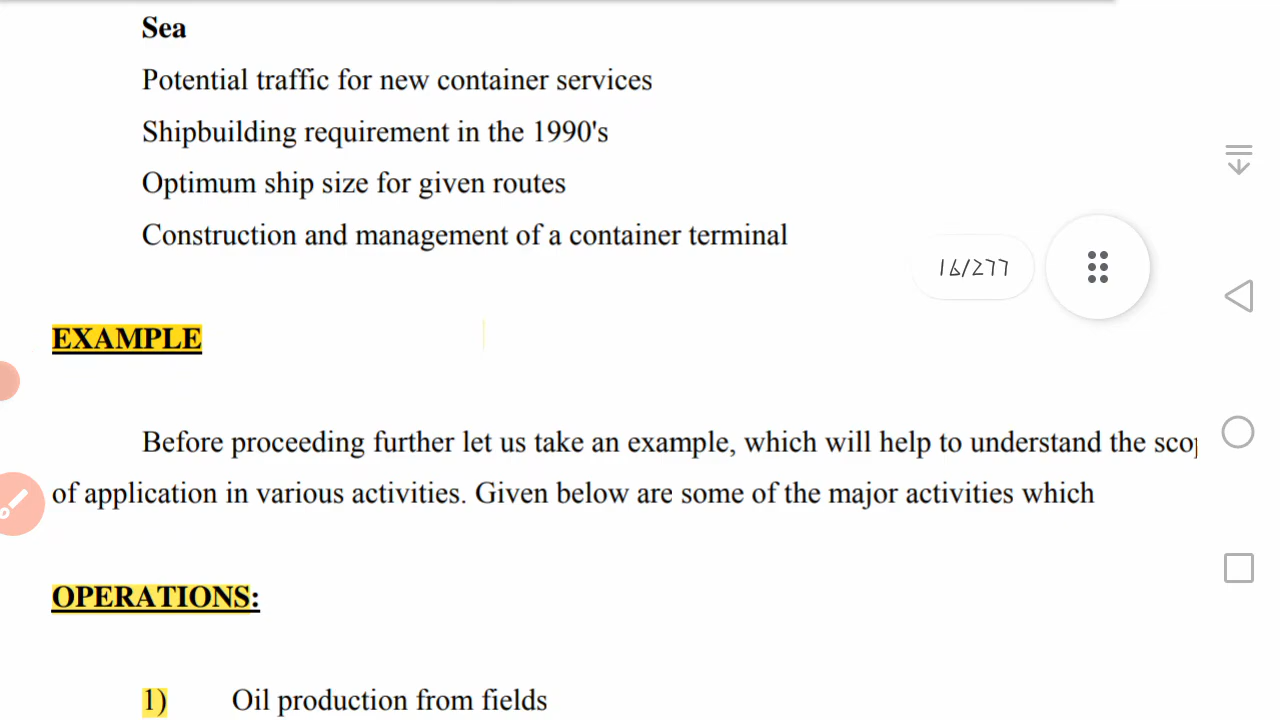 Sea
Potential traffic for new container services
Shipbuilding requirement in the 1990's
Optimum ship size for given routes
Construction and management of a container terminal
16/277
EXAMPLE
Before proceeding further let us take an example, which will help to understand the
of application in various activities. Given below are some of the major activities which
OPERATIONS:
1) Oil production from fields